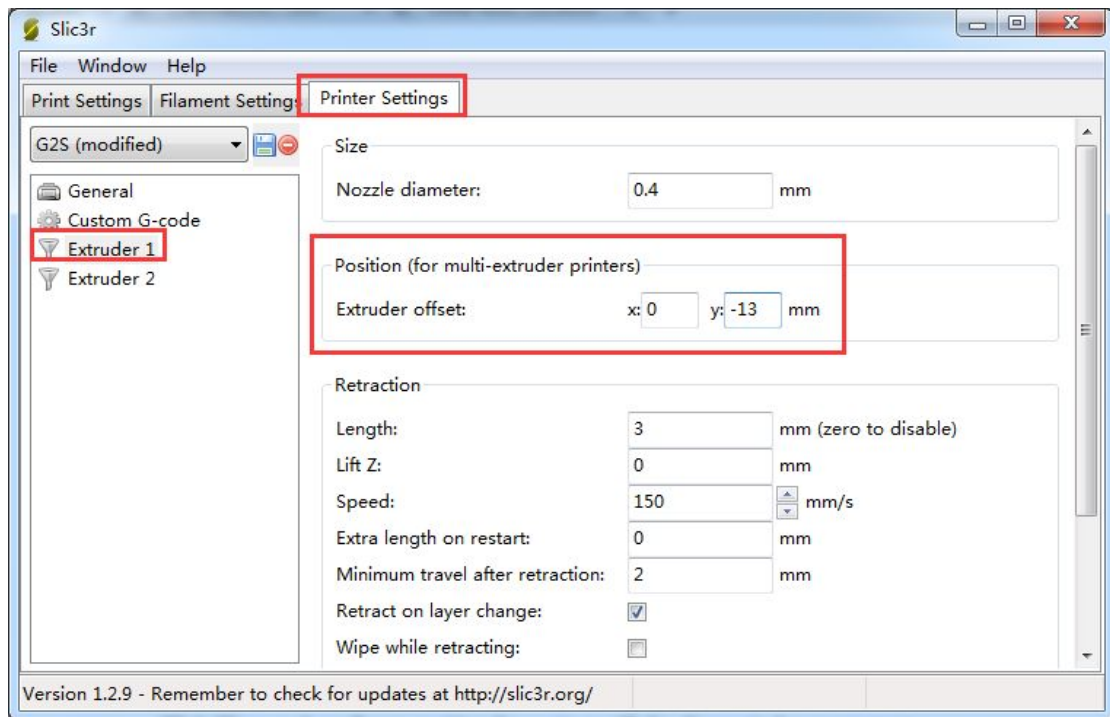 Slic3r
File Window Help
Print Settings Filament Settings Printer Settings
G2S (modified)
General
Custom G-code
Extruder 1
Extruder 2
Size
Nozzle diameter: 0.4 mm
Position (for multi-extruder printers)
Extruder offset: x: 0 y: -13 mm
Retraction
Length: 3 mm (zero to disable)
Lift Z: 0 mm
Speed: 150 mm/s
Extra length on restart: 0 mm
Minimum travel after retraction: 2 mm
Retract on layer change:
Wipe while retracting:
Version 1.2.9 - Remember to check for updates at http://slic3r.org/